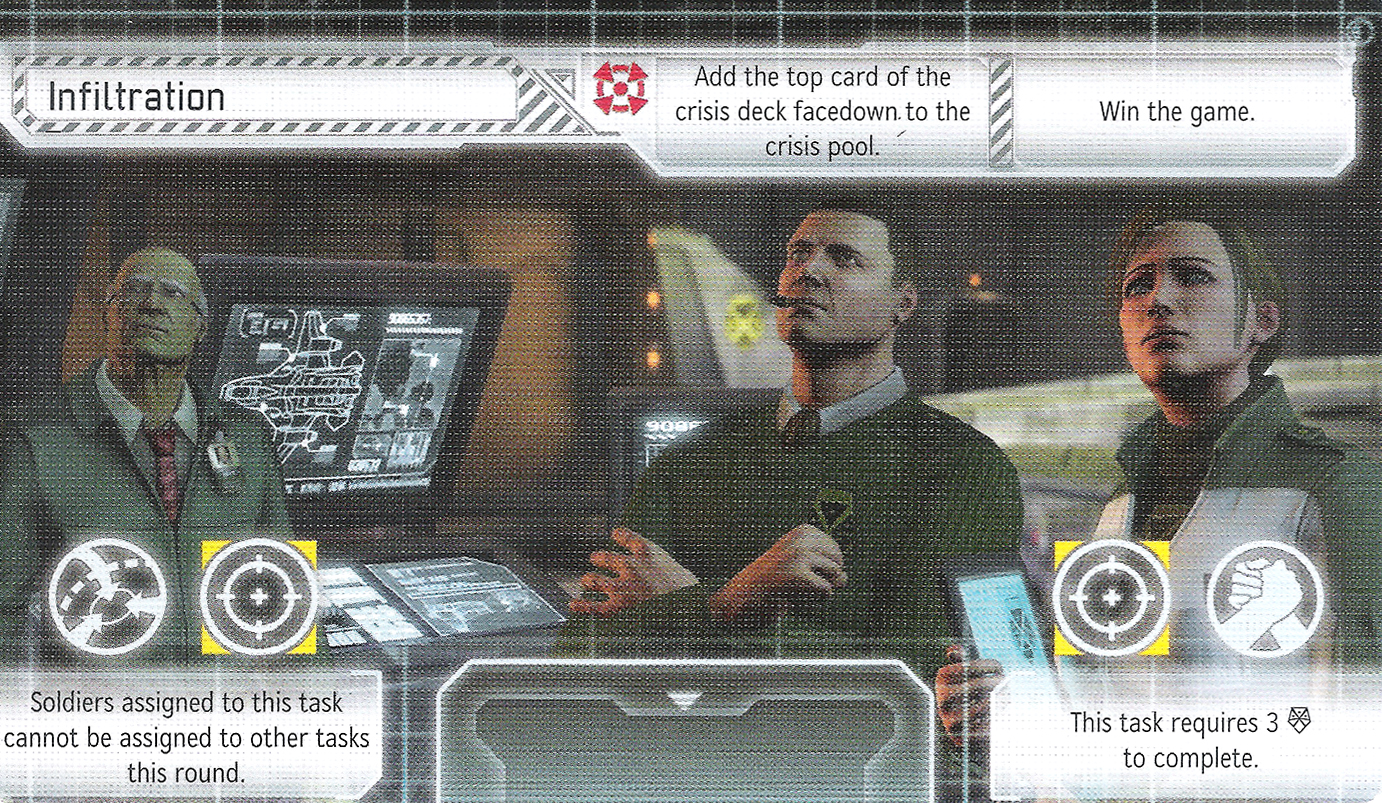 Infiltration
Add the top card of the
crisis deck facedown to the
crisis pool.
Win the game.
Soldiers assigned to this task
cannot be assigned to other tasks
this round.
This task requires 3
to complete.